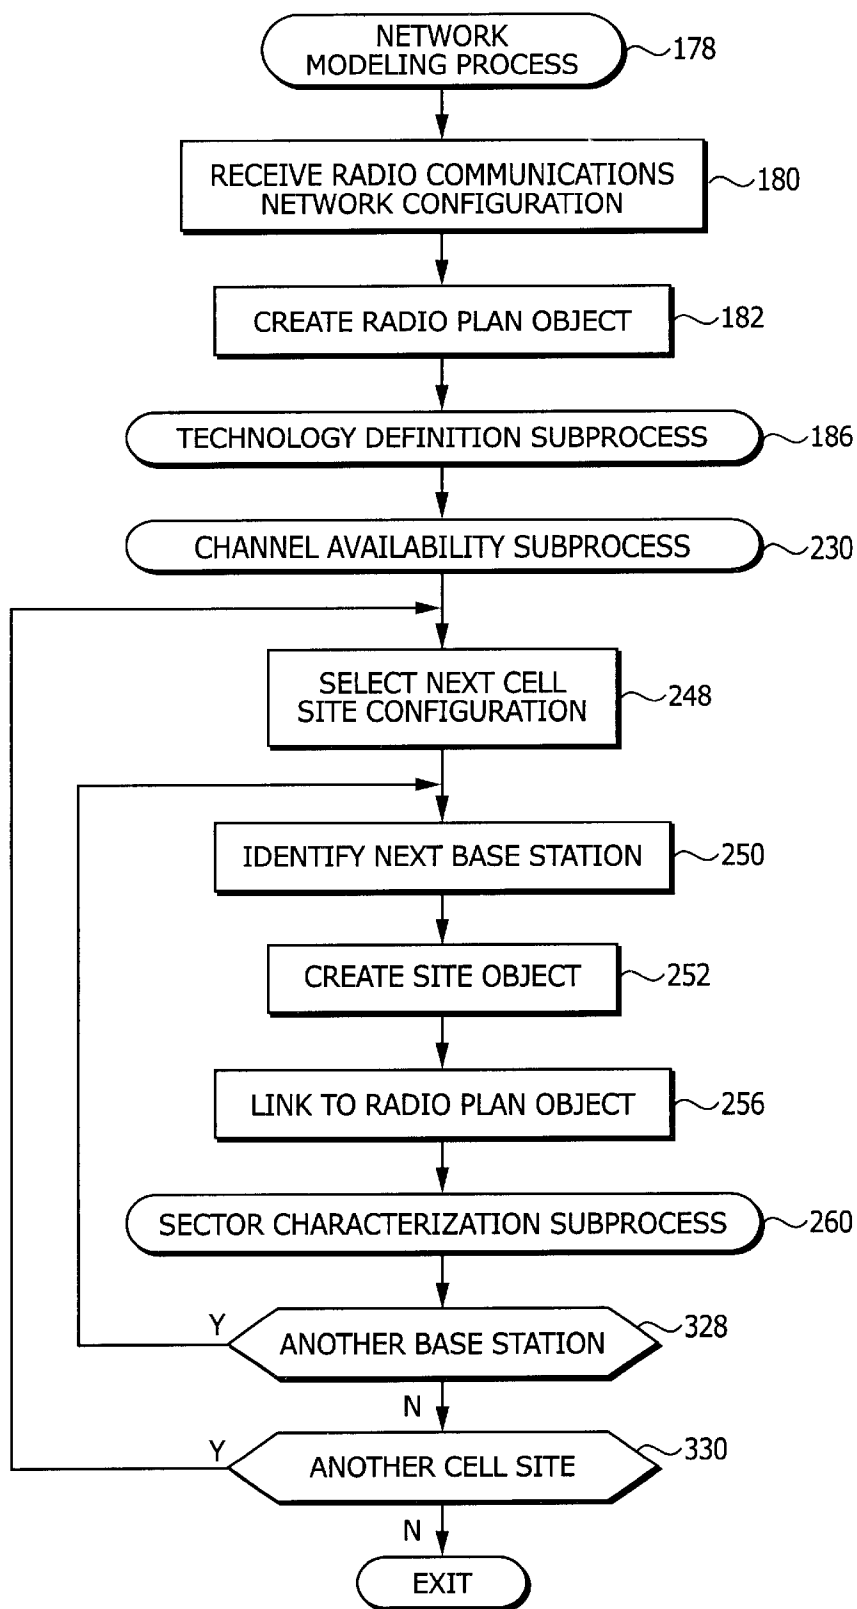 NETWORK
MODELING PROCESS
178
RECEIVE RADIO COMMUNICATIONS
NETWORK CONFIGURATION
180
CREATE RADIO PLAN OBJECT
182
TECHNOLOGY DEFINITION SUBPROCESS
186
CHANNEL AVAILABILITY SUBPROCESS
230
SELECT NEXT CELL
SITE CONFIGURATION
248
IDENTIFY NEXT BASE STATION
250
CREATE SITE OBJECT
252
LINK TO RADIO PLAN OBJECT
256
SECTOR CHARACTERIZATION SUBPROCESS
260
Y
ANOTHER BASE STATION
328
N
Y
ANOTHER CELL SITE
330
N
EXIT